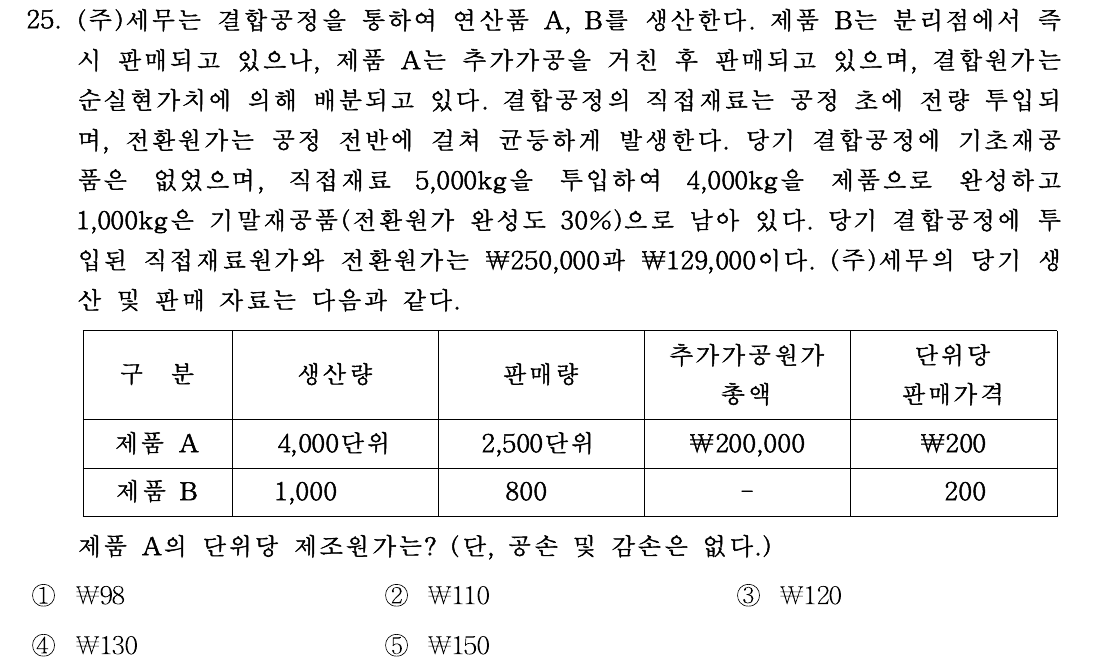 25. (주)세무는 결합공정을 통하여 연산품 A, B를 생산한다. 제품 B는 분리점에서 즉
시 판매되고 있으나, 제품 A는 추가가공을 거친 후 판매되고 있으며, 결합원가는
순실현가치에 의해 배분되고 있다. 결합공정의 직접재료는 공정 초에 전량 투입되
며, 전환원가는 공정 전반에 걸쳐 균등하게 발생한다. 당기 결합공정에 기초재공
품은 없었으며, 직접재료 5,000kg을 투입하여 4,000kg을 제품으로 완성하고
1,000kg은 기말재공품(전환원가 완성도 30%)으로 남아 있다. 당기 결합공정에 투
입된 직접재료원가와 전환원가는 ₩250,000과 ₩129,000이다. (주)세무의 당기 생
산 및 판매 자료는 다음과 같다.
구 분 생산량 판매량 추가가공원가 총액 단위당 판매가격
제품 A 4,000단위 2,500단위 ₩200,000 ₩200
제품 B 1,000 800 - 200
제품 A의 단위당 제조원가는? (단, 공손 및 감손은 없다.)
① ₩98 ② ₩110 ③ ₩120
④ ₩130 ⑤ ₩150